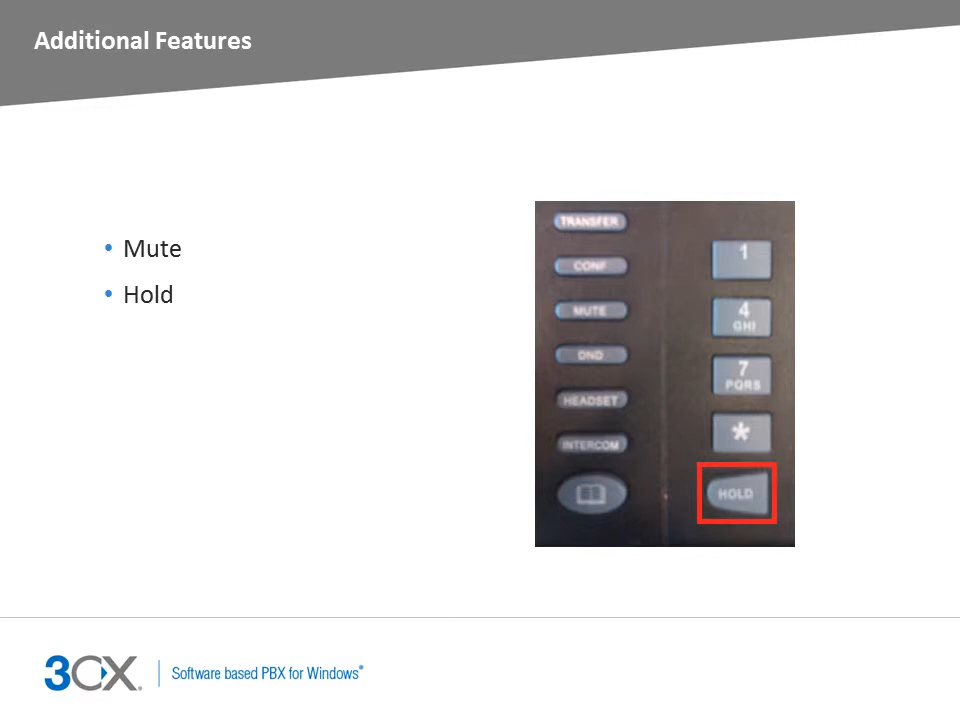 Additional Features
• Mute
• Hold
TRANSFER
CONF
MUTE
DND
HEADSET
INTERCOM
1
4
GHI
7
PQRS
*
HOLD
3CX®
Software based PBX for Windows®